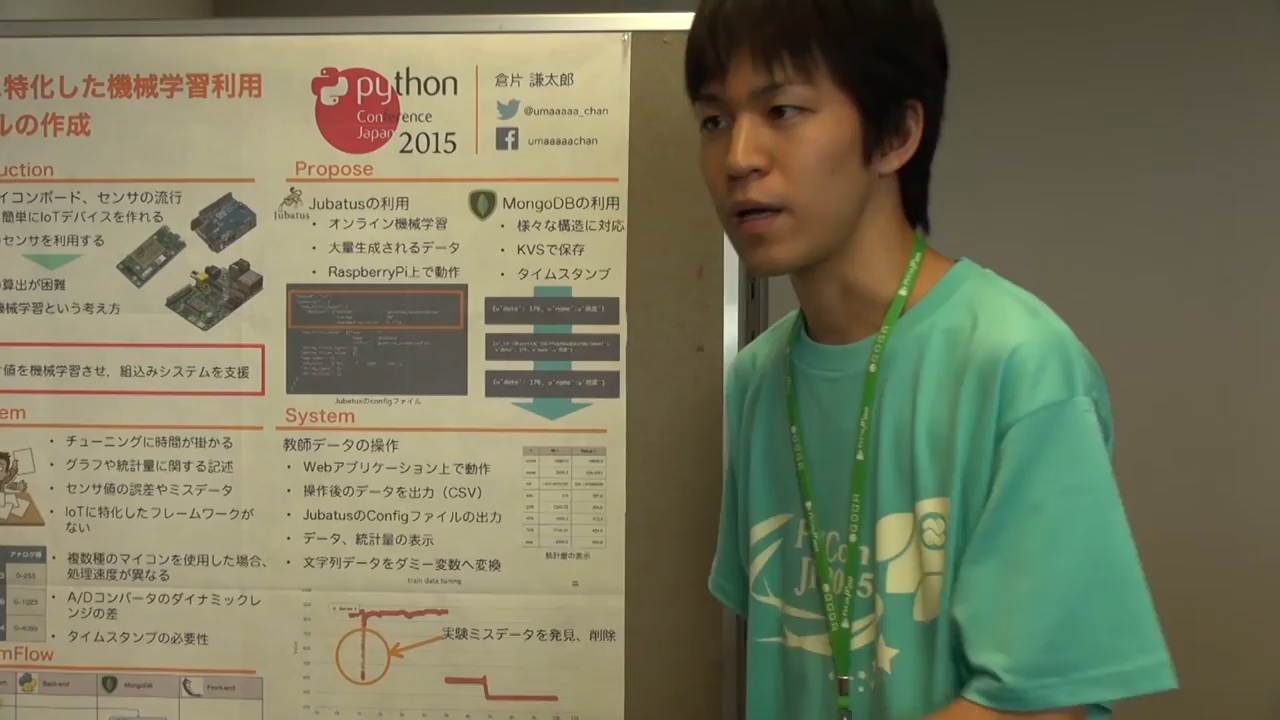 に特化した機械学習利用
ルの作成
python
Conference
Japan
2015
倉片 謙太郎
@umaaaaa_chan
umaaaaachan
uction
イコンボード、センサの流行
簡単にIoTデバイスを作れる
センサを利用する
算出が困難
機械学習という考え方
値を機械学習させ, 組込みシステムを支援
Propose
Jubatus
Jubatusの利用
・ オンライン機械学習
・ 大量生成されるデータ
・ RaspberryPi上で動作
Jubatusのconfigファイル
MongoDBの利用
・ 様々な構造に対応
・ KVSで保存
・ タイムスタンプ
em
・ チューニングに時間が掛かる
・ グラフや統計量に関する記述
・ センサ値の誤差やミスデータ
・ IoTに特化したフレームワークが
ない
アナログ値
0-255
0-1023
0-4095
・ 複数種のマイコンを使用した場合、
処理速度が異なる
・ A/Dコンバータのダイナミックレ
ンジの差
・ タイムスタンプの必要性
mFlow
Back-end
MongoDB
Front-end
System
教師データの操作
・ Webアプリケーション上で動作
・ 操作後のデータを出力（CSV）
・ JubatusのConfigファイルの出力
・ データ、統計量の表示
・ 文字列データをダミー変数へ変換
統計量の表示
train data tuning
Series 1
実験ミスデータを発見、削除
PyCon
JP 2015